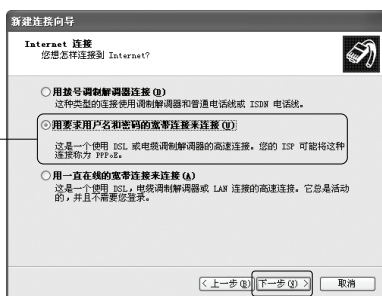 新建连接向导
Internet 连接
您想怎样连接到 Internet?
用拨号调制解调器连接(D)
这种类型的连接使用调制解调器和普通电话线或 ISDN 电话线。
用要求用户名和密码的宽带连接来连接(U)
这是一个使用 DSL 或电缆调制解调器的高速连接。您的 ISP 可能将这种
连接称为 PPPoE。
用一直在线的宽带连接来连接(A)
这是一个使用 DSL，电缆调制解调器或 LAN 连接的高速连接。它总是活动
的，并且不需要您登录。
<上一步(B)
下一步(N)>
取消